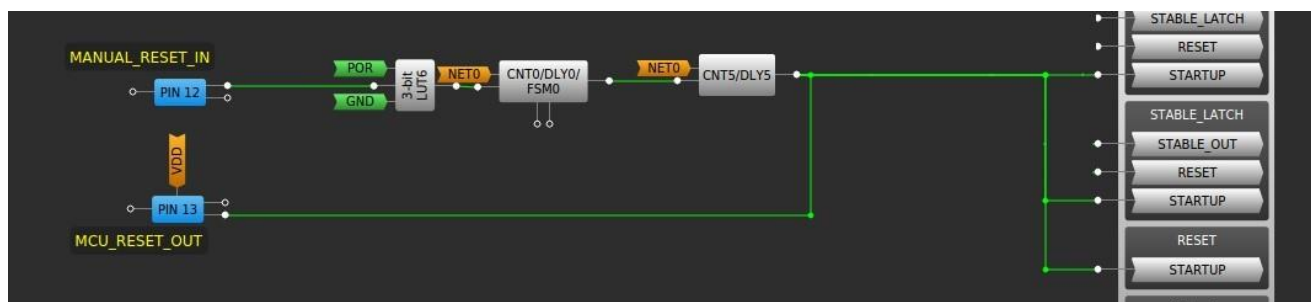 MANUAL_RESET_IN
PIN 12
POR
GND
3-bit
LUT6
NET0
CNT0/DLY0/
FSM0
NET0
CNT5/DLY5
VDD
PIN 13
MCU_RESET_OUT
STABLE_LATCH
RESET
STARTUP
STABLE_LATCH
STABLE_OUT
RESET
STARTUP
RESET
STARTUP